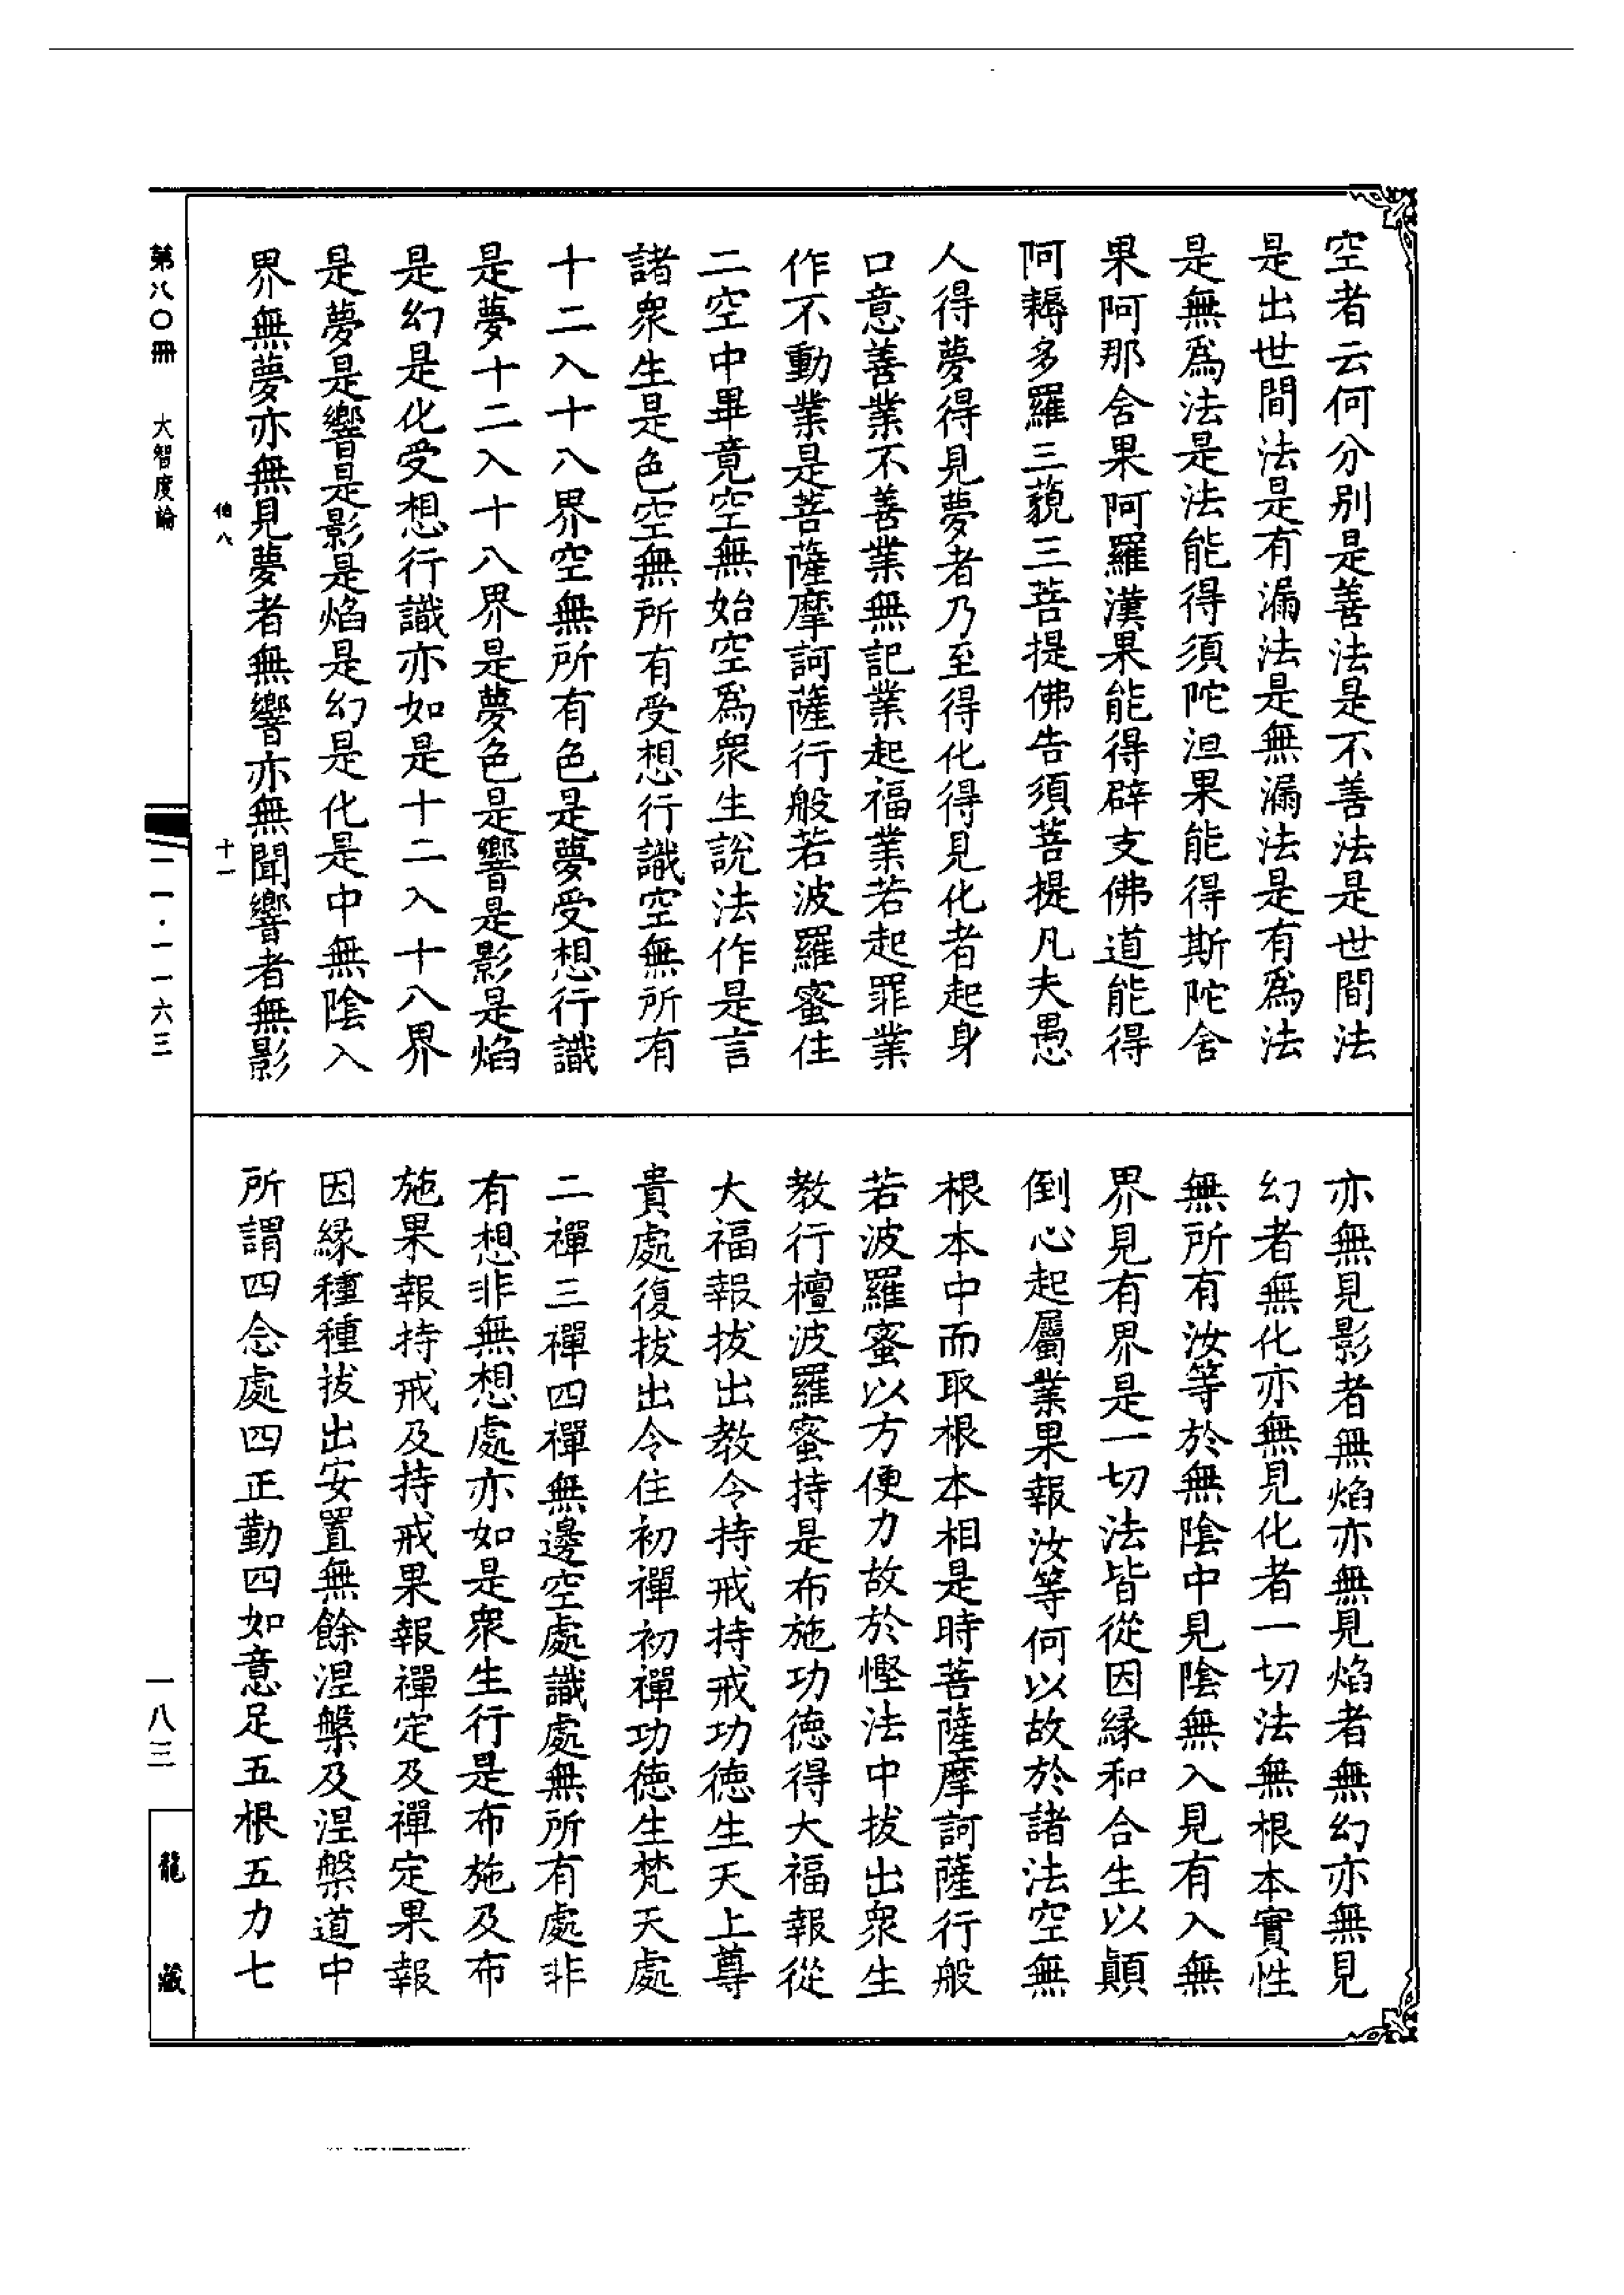 空者云何分别是善法是不善法是世間法
是出世間法是有漏法是無漏法是有爲法
是無爲法是法能得須陀洹果能得斯陀含
果阿那含果阿羅漢果能得辟支佛道能得
阿耨多羅三藐三菩提佛告須菩提凡夫愚
人得夢得見夢者乃至得化得見化者起身
口意善業不善業無記業起福業若起罪業
作不動業是菩薩摩訶薩行般若波羅蜜住
二空中畢竟空無始空爲衆生説法作是言
諸衆生是色空無所有受想行識空無所有
十二入十八界空無所有色是夢受想行識
是夢十二入十八界是夢色是響是影是焰
是幻是化受想行識亦如是十二入十八界
是夢是響是影是焰是幻是化是中無陰入
界無夢亦無見夢者無響亦無聞響者無影
亦無見影者無焰亦無見焰者無幻亦無見
幻者無化亦無見化者一切法無根本實性
無所有汝等於無陰中見陰無入見有入無
界見有界是一切法皆從因緣和合生以顛
倒心起屬業果報汝等何以故於諸法空無
根本中而取根本相是時菩薩摩訶薩行般
若波羅蜜以方便力故於慳法中拔出衆生
教行檀波羅蜜持是布施功德得大福報從
大福報拔出教令持戒持戒功德生天上尊
貴處復拔出令住初禪初禪功德生梵天處
二禪三禪四禪無邊空處識處無所有處非
有想非無想處亦如是衆生行是布施及布
施果報持戒及持戒果報禪定及禪定果報
因緣種種拔出安置無餘涅槃及涅槃道中
所謂四念處四正勤四如意足五根五力七
伯八
十一
第八〇冊
大智度論
一一·一一六三
一八三
龍藏